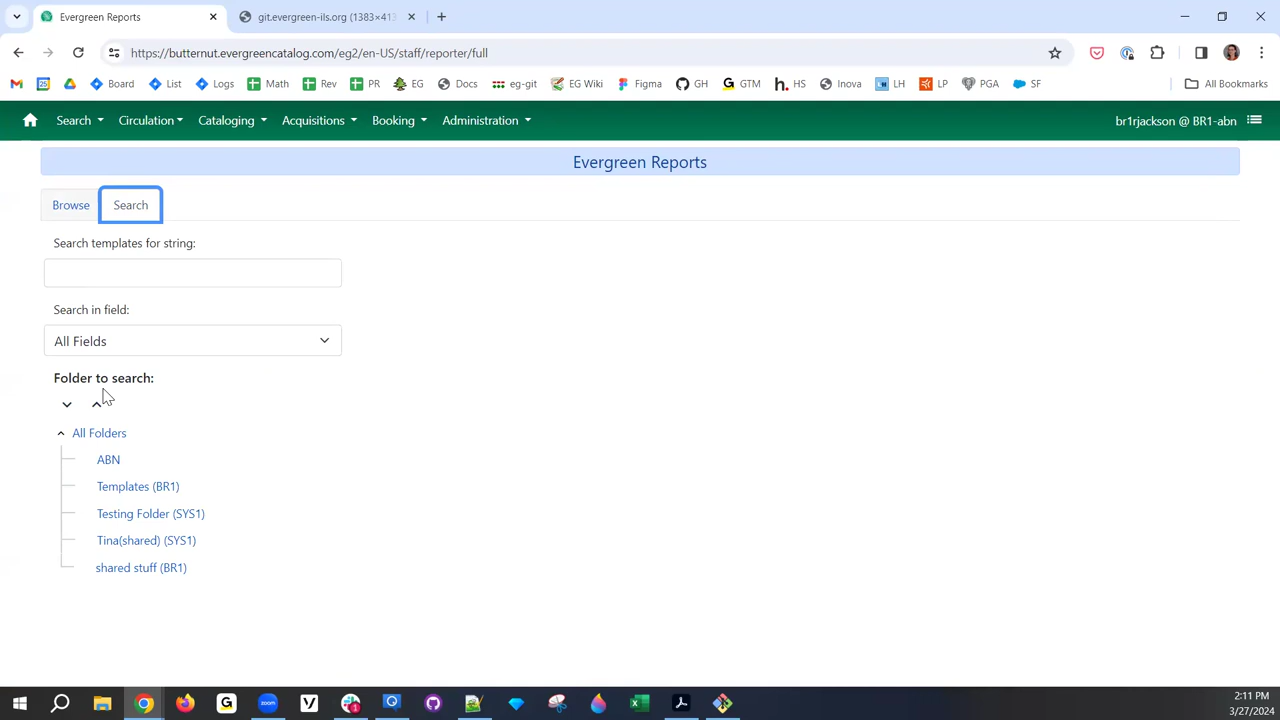 Evergreen Reports
git.evergreen-ils.org (1383×413
https://butternut.evergreencatalog.com/eg2/en-US/staff/reporter/full
Board
List
Logs
Math
Rev
PR
EG
Docs
eg-git
EG Wiki
Figma
GH
GTM
HS
Inova
LH
LP
PGA
SF
All Bookmarks
Search
Circulation
Cataloging
Acquisitions
Booking
Administration
br1rjackson @ BR1-abn
Evergreen Reports
Browse
Search
Search templates for string:
Search in field:
All Fields
Folder to search:
All Folders
ABN
Templates (BR1)
Testing Folder (SYS1)
Tina(shared) (SYS1)
shared stuff (BR1)
2:11 PM
3/27/2024